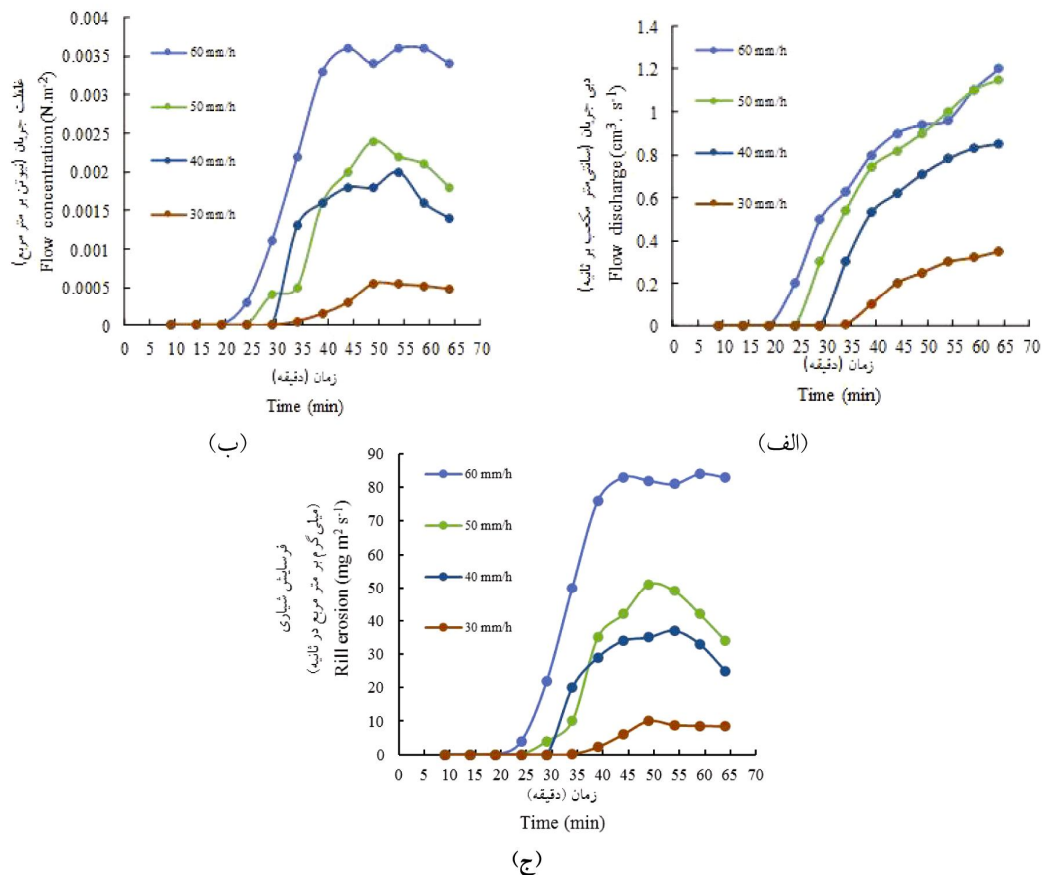 غلظت جریان (نیوتن بر متر مربع)
Flow concentration (N.m-2)
0.004
0.0035
0.003
0.0025
0.002
0.0015
0.001
0.0005
0
60 mm/h
50 mm/h
40 mm/h
30 mm/h
0 5 10 15 20 25 30 35 40 45 50 55 60 65 70
زمان (دقیقه)
Time (min)
(ب)
دبی جریان (سانتی‌متر مکعب بر ثانیه)
Flow discharge (cm³. s-1)
1.4
1.2
1
0.8
0.6
0.4
0.2
0
60 mm/h
50 mm/h
40 mm/h
30 mm/h
0 5 10 15 20 25 30 35 40 45 50 55 60 65 70
زمان (دقیقه)
Time (min)
(الف)
فرسایش شیاری
(میلی‌گرم بر متر مربع در ثانیه)
Rill erosion (mg m² s-1)
90
80
70
60
50
40
30
20
10
0
60 mm/h
50 mm/h
40 mm/h
30 mm/h
0 5 10 15 20 25 30 35 40 45 50 55 60 65 70
زمان (دقیقه)
Time (min)
(ج)